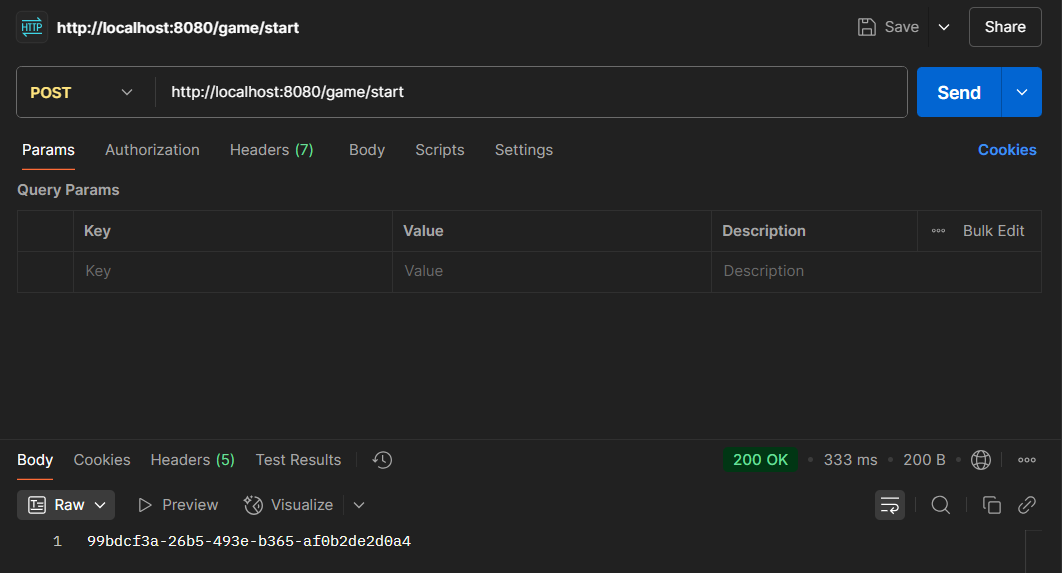 HTTP http://localhost:8080/game/start Save Share
POST http://localhost:8080/game/start Send
Params Authorization Headers (7) Body Scripts Settings Cookies
Query Params
Key Value Description Bulk Edit
Key Value Description
Body Cookies Headers (5) Test Results 200 OK • 333 ms • 200 B •
Raw Preview Visualize
1 99bdcf3a-26b5-493e-b365-af0b2de2d0a4